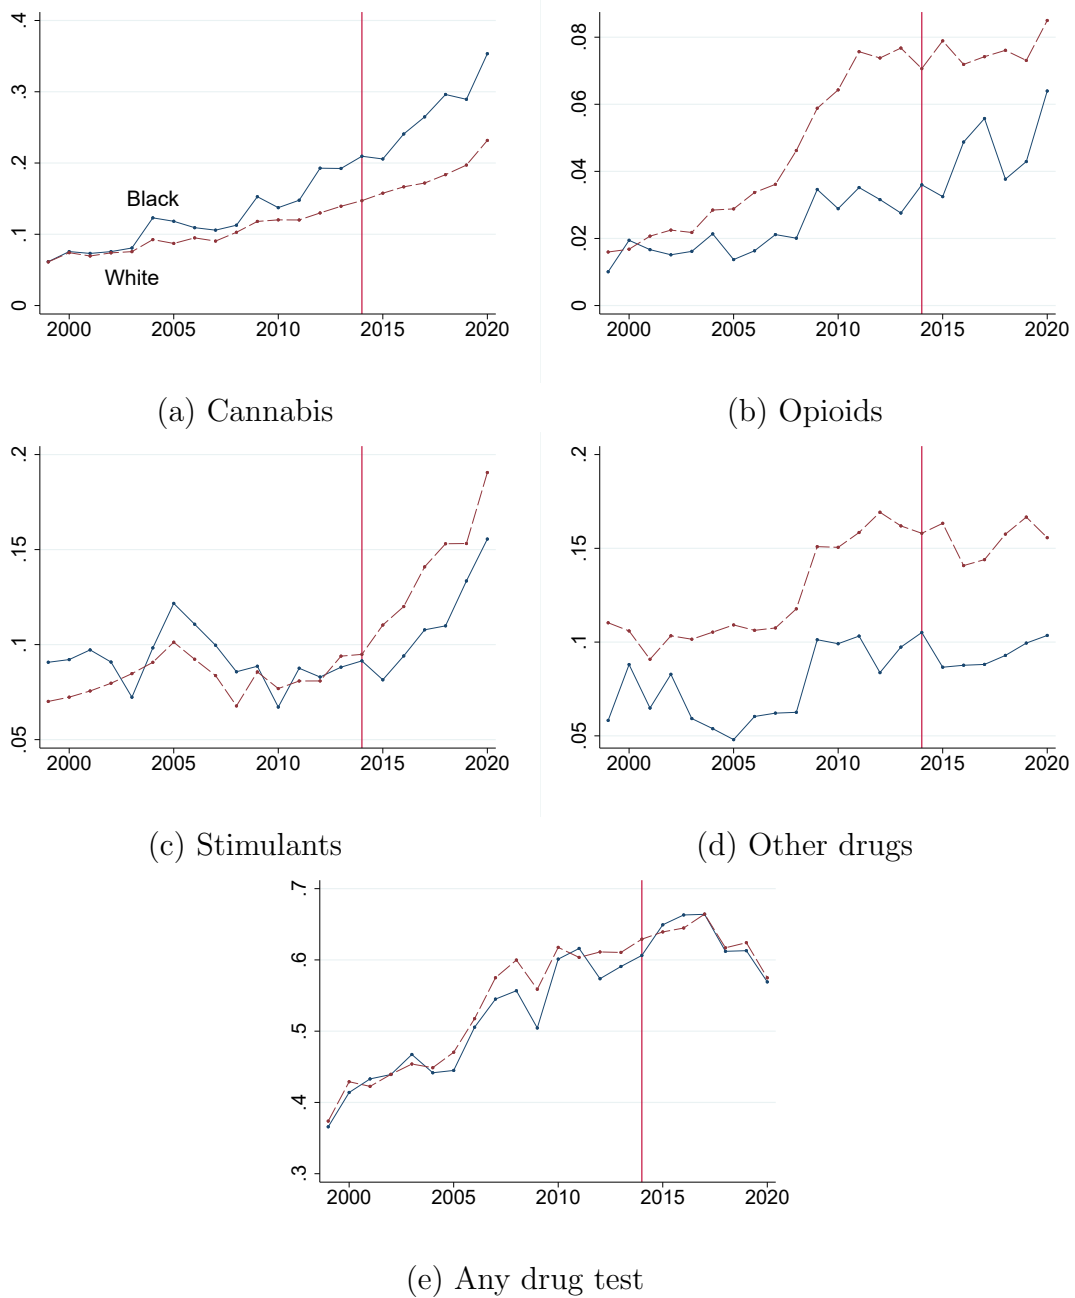 .4
.3
.2
.1
0
Black
White
2000 2005 2010 2015 2020
(a) Cannabis
.08
.06
.04
.02
0
2000 2005 2010 2015 2020
(b) Opioids
.2
.15
.1
.05
2000 2005 2010 2015 2020
(c) Stimulants
.2
.15
.1
.05
2000 2005 2010 2015 2020
(d) Other drugs
.7
.6
.5
.4
.3
2000 2005 2010 2015 2020
(e) Any drug test